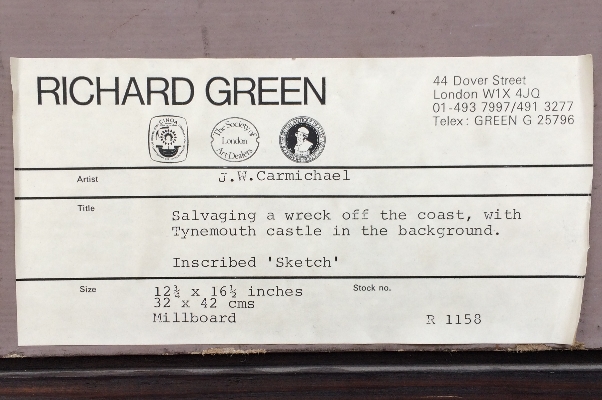 RICHARD GREEN
44 Dover Street
London W1X 4JQ
01-493 7997/491 3277
Telex: GREEN G 25796
CINOA
The Society of
London
Art Dealers
Artist J.W.Carmichael
Title Salvaging a wreck off the coast, with
Tynemouth castle in the background.
Inscribed 'Sketch'
Size 12¾ x 16½ inches Stock no.
32 x 42 cms
Millboard R 1158